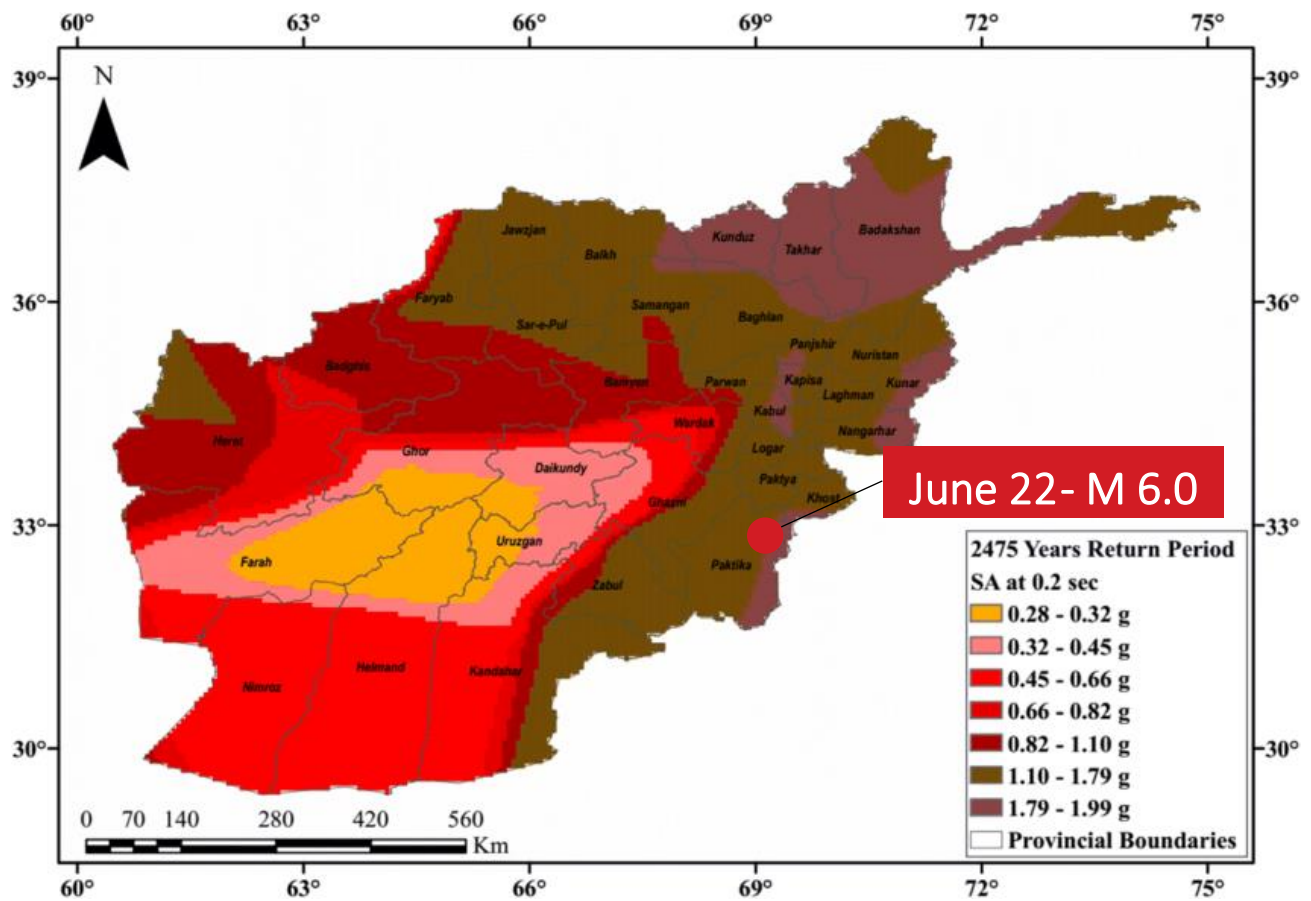 60° 63° 66° 69° 72° 75°
39° 39°
N
Jawzjan
Balkh
Kunduz
Takhar
Badakshan
36° 36°
Faryab
Samangan
Sar-e-Pul
Baghlan
Panjshir
Nuristan
Badghis
Bamyan
Parwan
Kapisa
Kunar
Laghman
Kabul
Wardak
Herat
Nangarhar
Ghor
Logar
Daikundy
Paktya
Khost
Ghazni
June 22- M 6.0
33° 33°
Uruzgan
Farah
Paktika
Zabul
Helmand
Kandahar
Nimroz
30° 30°
2475 Years Return Period
SA at 0.2 sec
0.28 - 0.32 g
0.32 - 0.45 g
0.45 - 0.66 g
0.66 - 0.82 g
0.82 - 1.10 g
1.10 - 1.79 g
1.79 - 1.99 g
Provincial Boundaries
0 70 140 280 420 560
Km
60° 63° 66° 69° 72° 75°